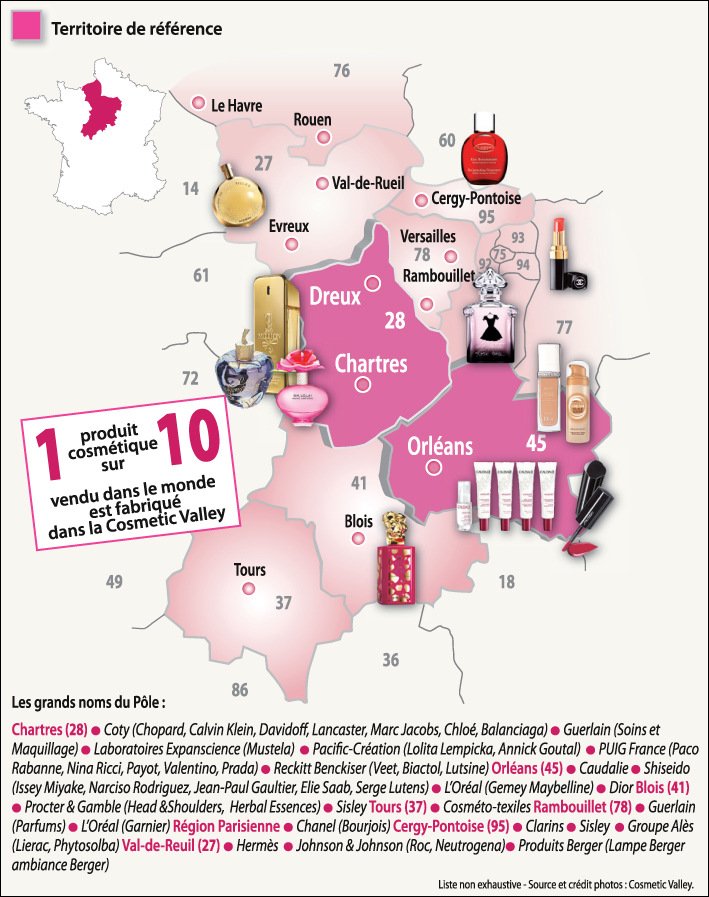 Territoire de référence
76
Le Havre
Rouen
60
27
14
Val-de-Rueil
Cergy-Pontoise
95
Evreux
Versailles
78
93
75
92
94
61
Rambouillet
Dreux
28
77
Chartres
72
1 produit cosmétique sur 10
vendu dans le monde
est fabriqué
dans la Cosmetic Valley
Orléans
45
41
Blois
Tours
49
37
18
36
86
Les grands noms du Pôle :
Chartres (28) ● Coty (Chopard, Calvin Klein, Davidoff, Lancaster, Marc Jacobs, Chloé, Balanciaga) ● Guerlain (Soins et
Maquillage) ● Laboratoires Expanscience (Mustela) ● Pacific-Création (Lolita Lempicka, Annick Goutal) ● PUIG France (Paco
Rabanne, Nina Ricci, Payot, Valentino, Prada) ● Reckitt Benckiser (Veet, Biactol, Lutsine) Orléans (45) ● Caudalie ● Shiseido
(Issey Miyake, Narciso Rodriguez, Jean-Paul Gaultier, Elie Saab, Serge Lutens) ● L'Oréal (Gemey Maybelline) ● Dior Blois (41)
● Procter & Gamble (Head &Shoulders, Herbal Essences) ● Sisley Tours (37) ● Cosméto-texiles Rambouillet (78) ● Guerlain
(Parfums) ● L'Oréal (Garnier) Région Parisienne ● Chanel (Bourjois) Cergy-Pontoise (95) ● Clarins ● Sisley ● Groupe Alès
(Lierac, Phytosolba) Val-de-Reuil (27) ● Hermès ● Johnson & Johnson (Roc, Neutrogena)● Produits Berger (Lampe Berger
ambiance Berger)
Liste non exhaustive - Source et crédit photos : Cosmetic Valley.